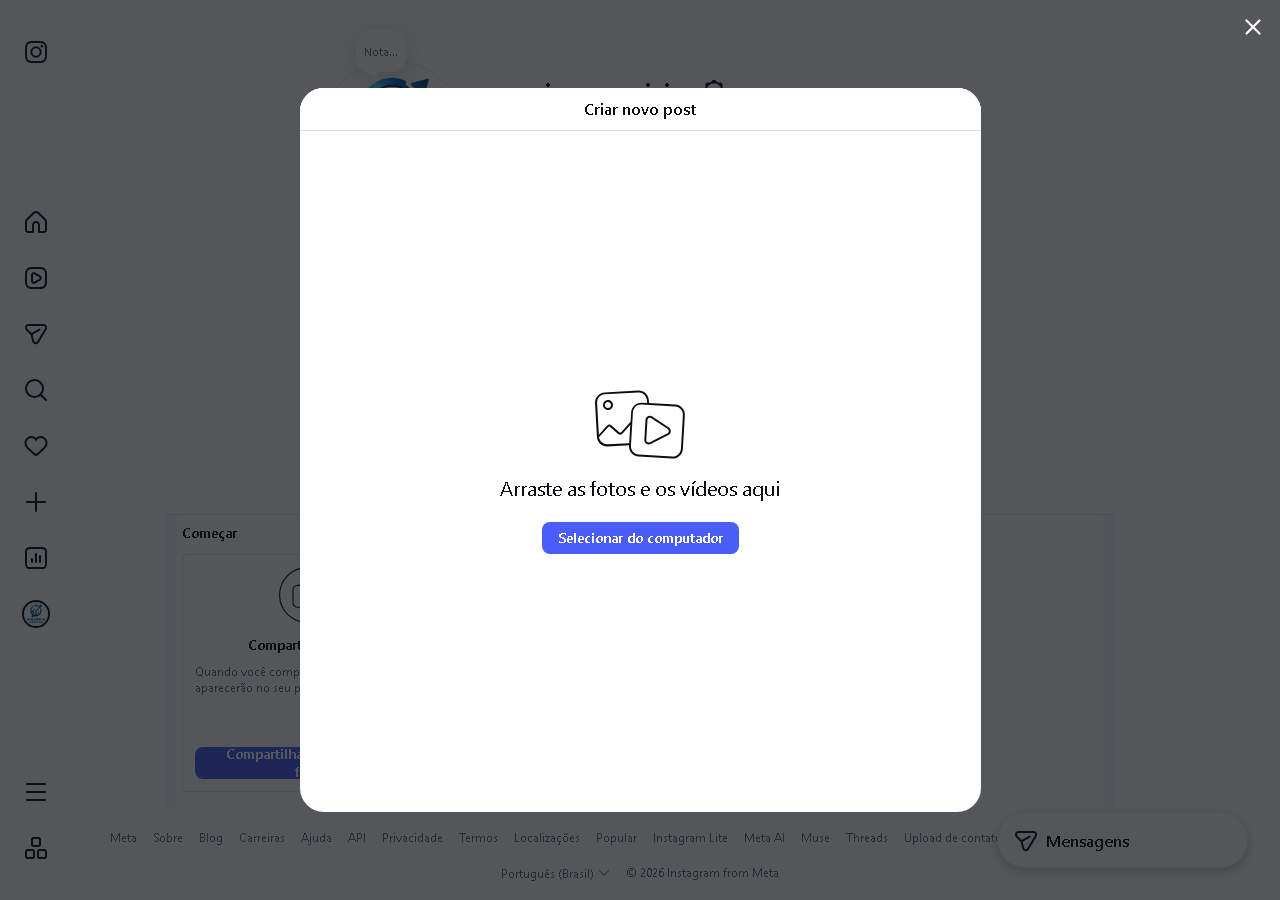 Nota...
Criar novo post
Arraste as fotos e os vídeos aqui
Selecionar do computador
Começar
Quando você
aparecerão no seu
Meta Sobre Blog Carreiras Ajuda API Privacidade Termos Localizações Popular Instagram Lite Meta AI Muse Threads Upload de
Mensagens
Português (Brasil) © 2026 Instagram from Meta